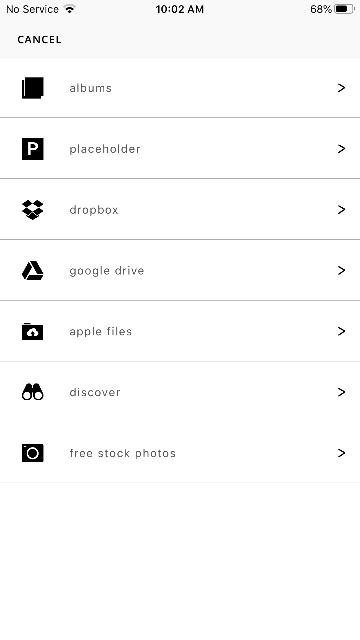 No Service 10:02 AM 68%
CANCEL
albums
P placeholder
dropbox
google drive
apple files
discover
free stock photos